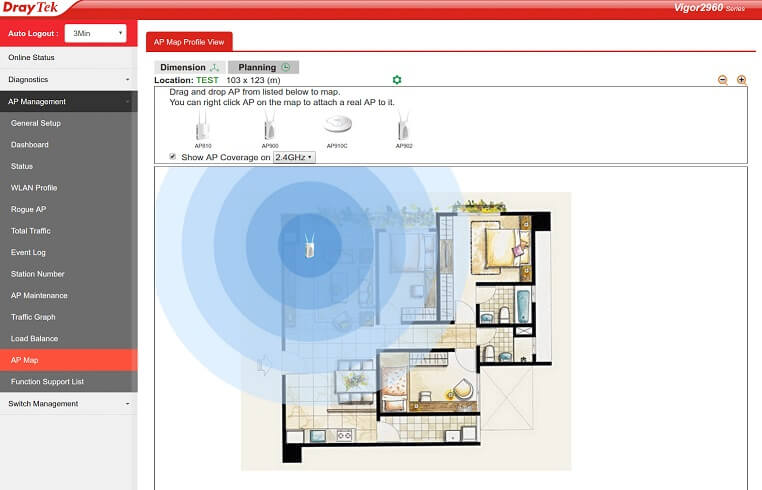 DrayTek
Vigor2960 Series
Auto Logout : 3Min
AP Map Profile View
Online Status
Diagnostics
AP Management
General Setup
Dashboard
Status
WLAN Profile
Rogue AP
Total Traffic
Event Log
Station Number
AP Maintenance
Traffic Graph
Load Balance
AP Map
Function Support List
Switch Management
Dimension Planning
Location: TEST 103 x 123 (m)
Drag and drop AP from listed below to map.
You can right click AP on the map to attach a real AP to it.
AP810 AP900 AP910C AP902
Show AP Coverage on 2.4GHz